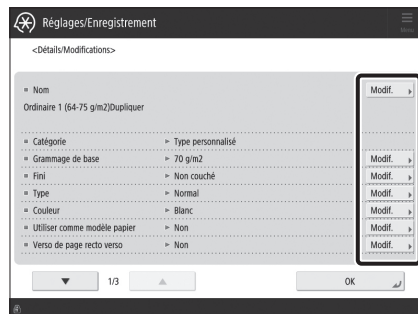 Réglages/Enregistrement
Menu
<Détails/Modifications>
Nom
Modif.
Ordinaire 1 (64-75 g/m2)Dupliquer
Catégorie Type personnalisé
Grammage de base 70 g/m2 Modif.
Fini Non couché Modif.
Type Normal Modif.
Couleur Blanc Modif.
Utiliser comme modèle papier Non Modif.
Verso de page recto verso Non Modif.
1/3 OK